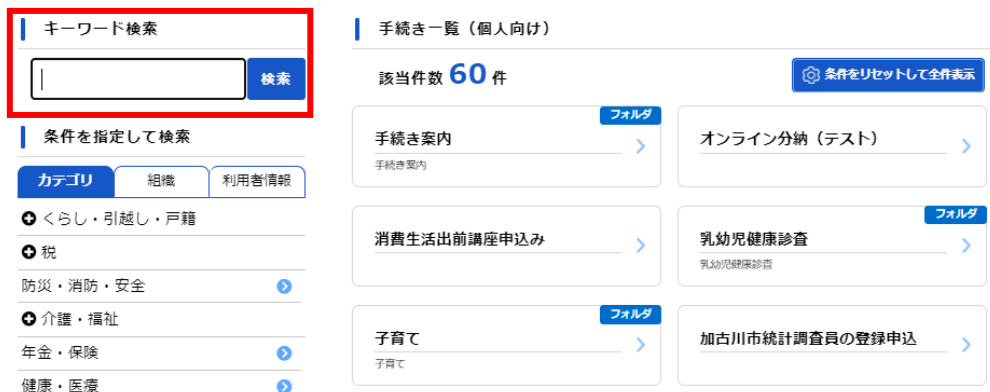 キーワード検索
検索
条件を指定して検索
カテゴリ 組織 利用者情報
くらし・引越し・戸籍
税
防災・消防・安全
介護・福祉
年金・保険
健康・医療
手続き一覧（個人向け）
該当件数 60 件
条件をリセットして全件表示
フォルダ
手続き案内
手続き案内
オンライン分納（テスト）
消費生活出前講座申込み
フォルダ
乳幼児健康診査
乳幼児健康診査
フォルダ
子育て
子育て
加古川市統計調査員の登録申込